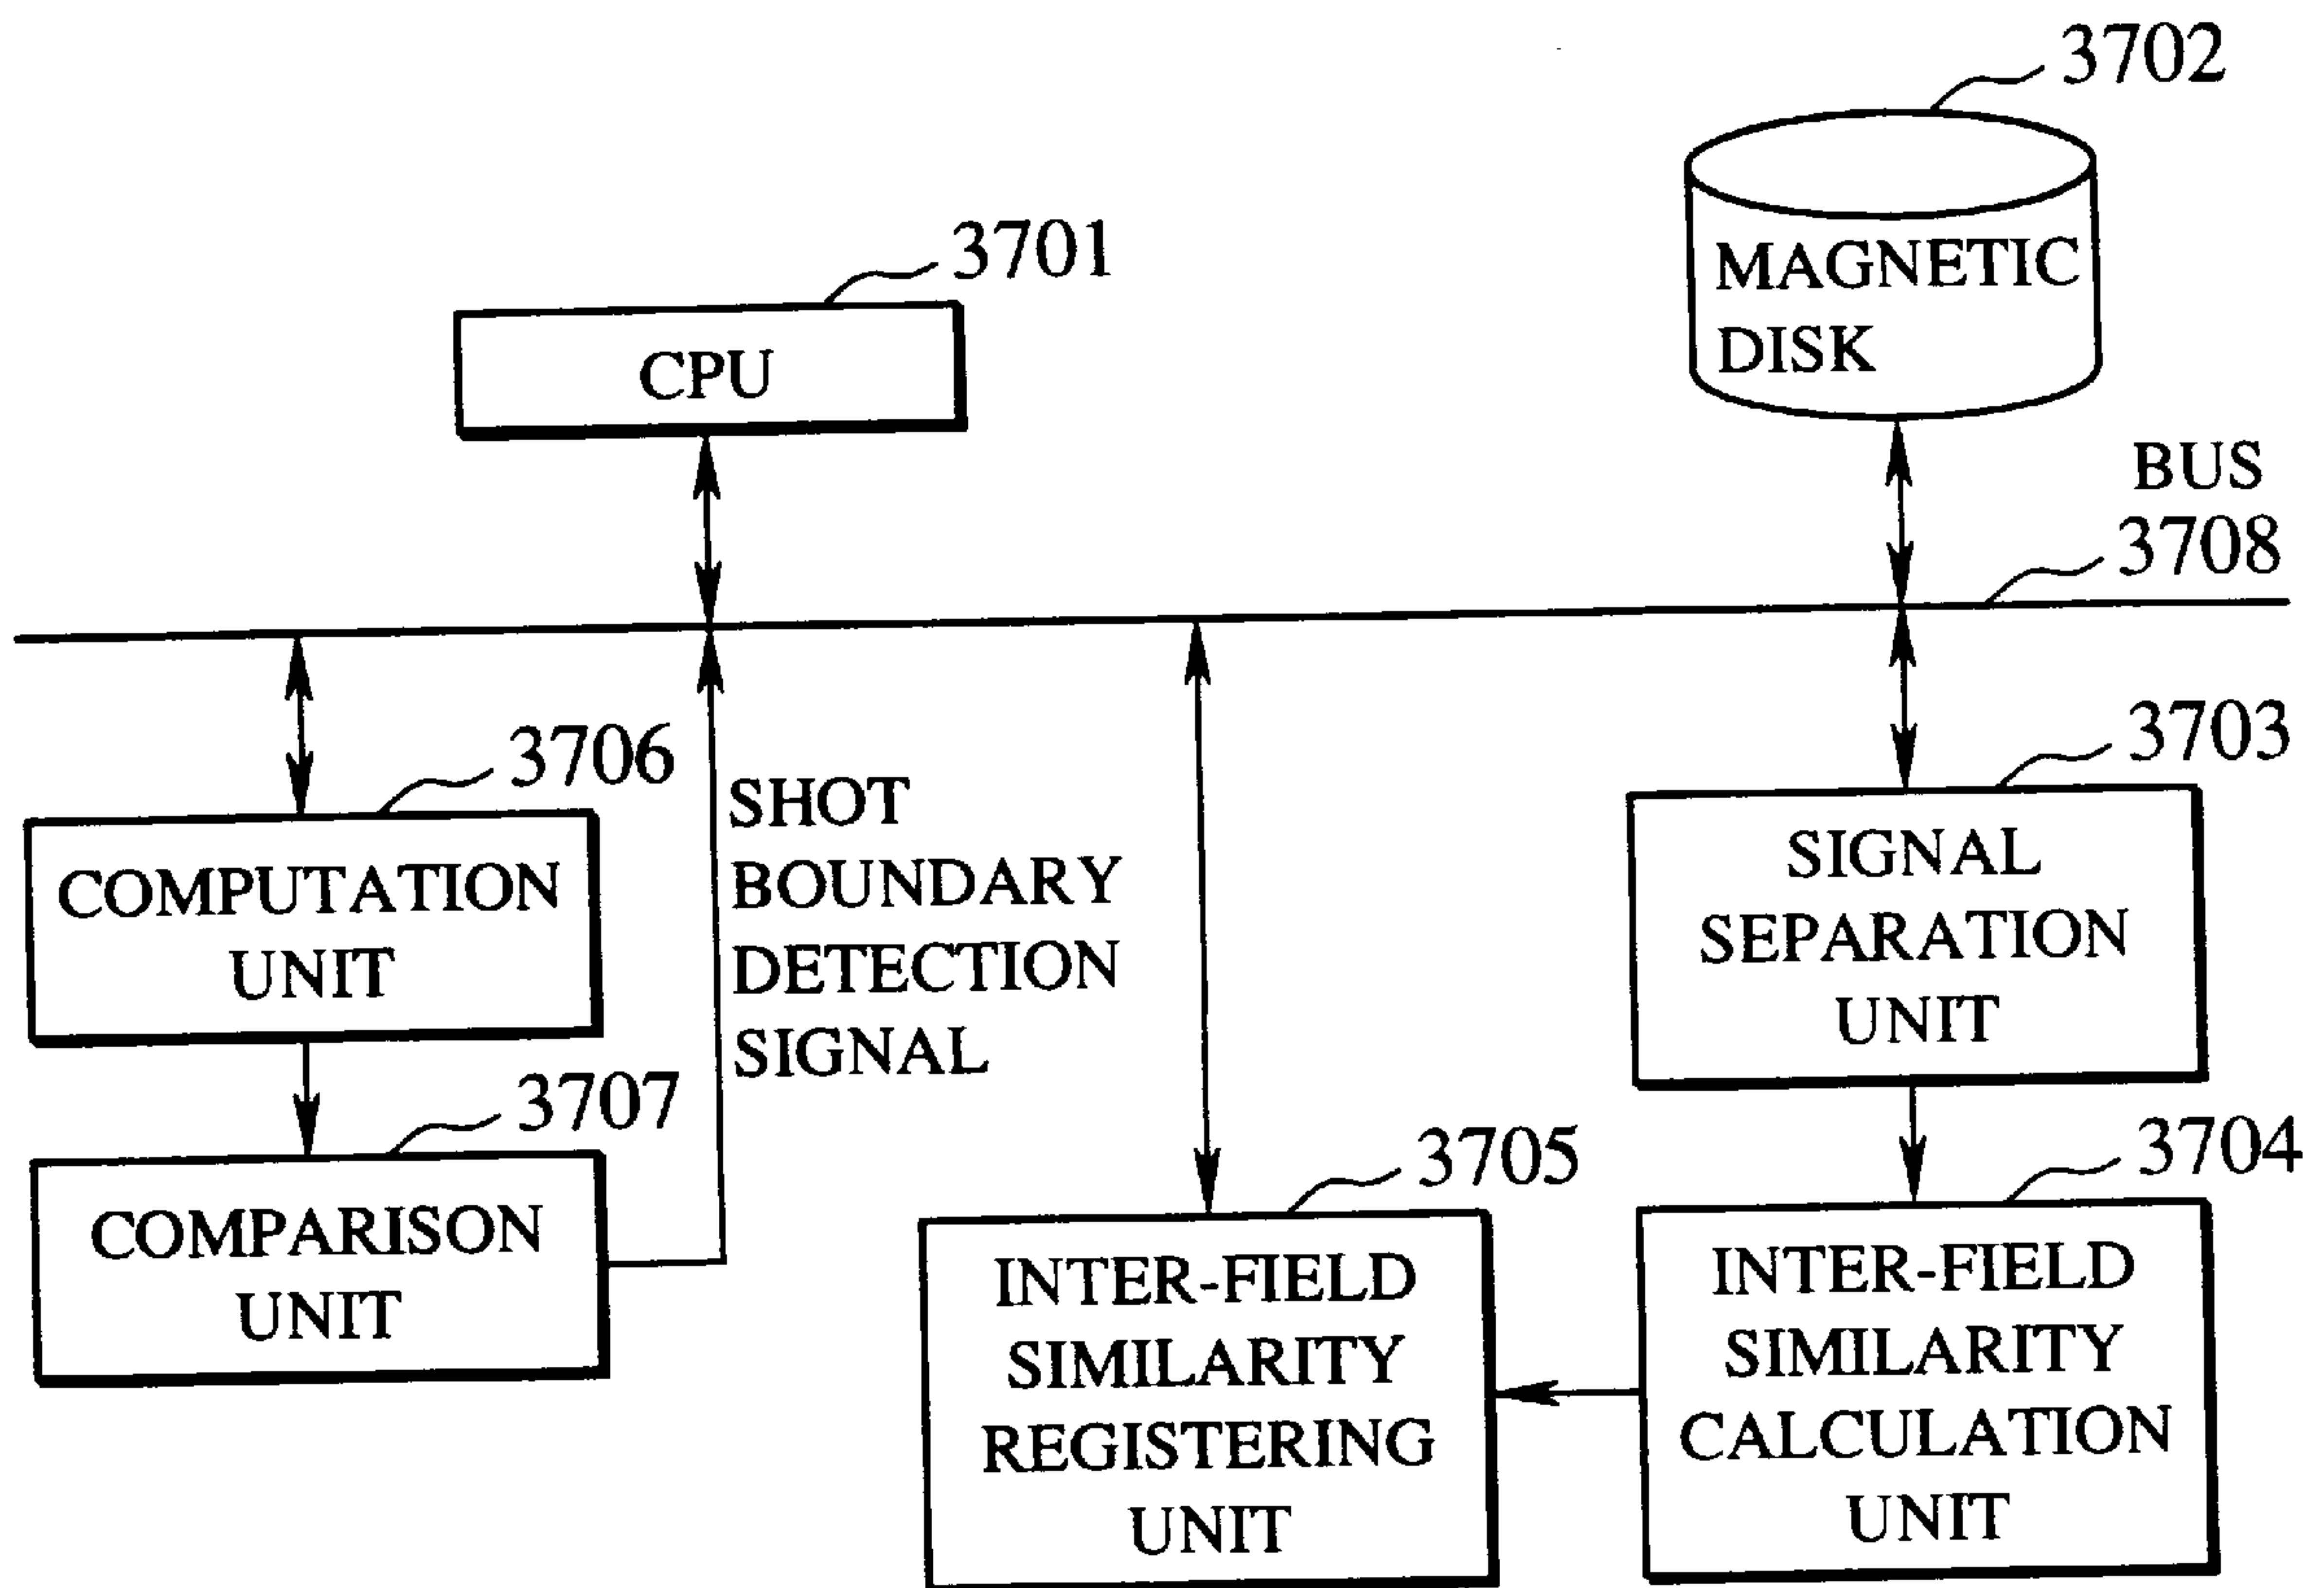 3702
MAGNETIC
DISK
3701
CPU
BUS
3708
3706
COMPUTATION
UNIT
SHOT
BOUNDARY
DETECTION
SIGNAL
3703
SIGNAL
SEPARATION
UNIT
3707
COMPARISON
UNIT
3705
INTER-FIELD
SIMILARITY
REGISTERING
UNIT
3704
INTER-FIELD
SIMILARITY
CALCULATION
UNIT